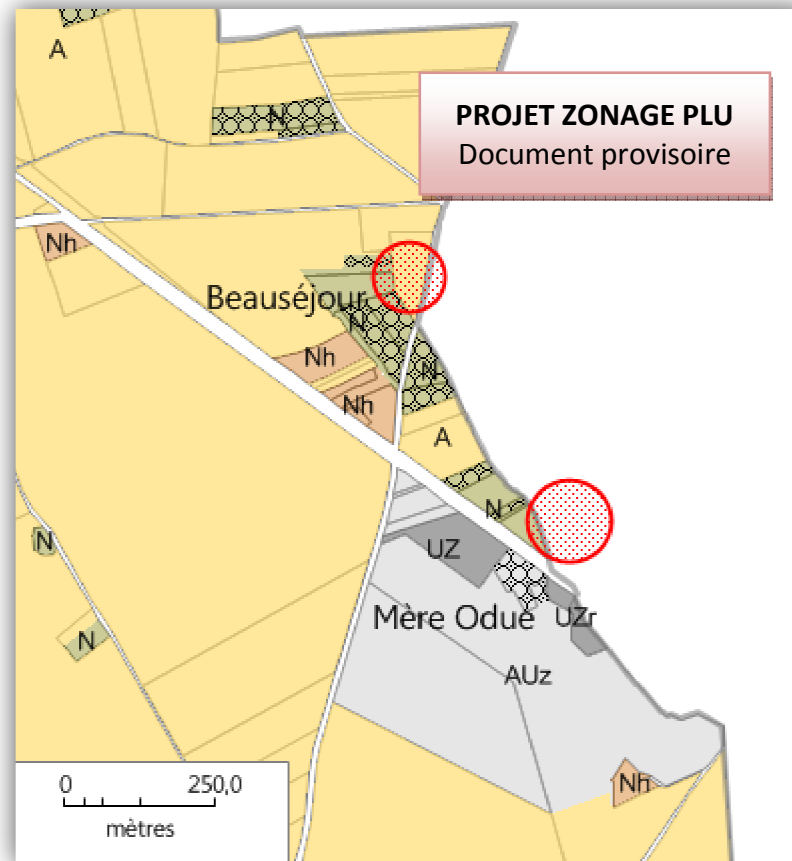 A
N
PROJET ZONAGE PLU
Document provisoire
Nh
Beauséjour
N
Nh
N
Nh
A
N
N
UZ
Mère Odue
UZr
N
AUz
Nh
0 250,0
mètres